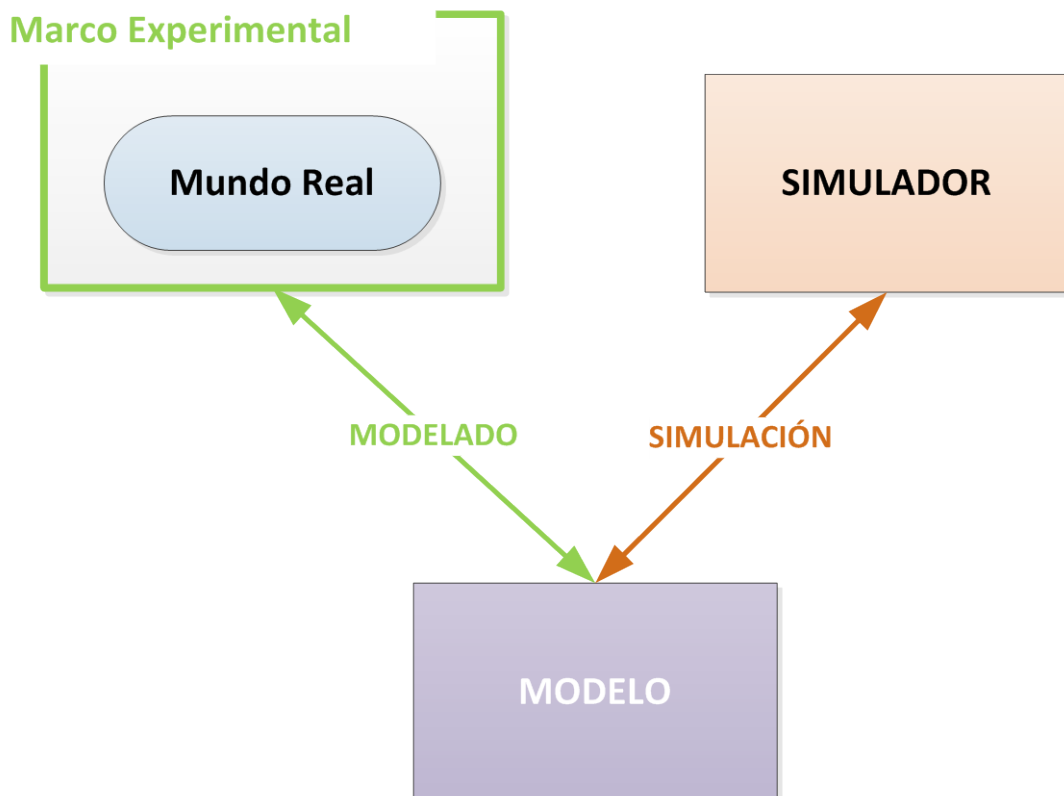 Marco Experimental
Mundo Real
SIMULADOR
MODELADO
SIMULACIÓN
MODELO